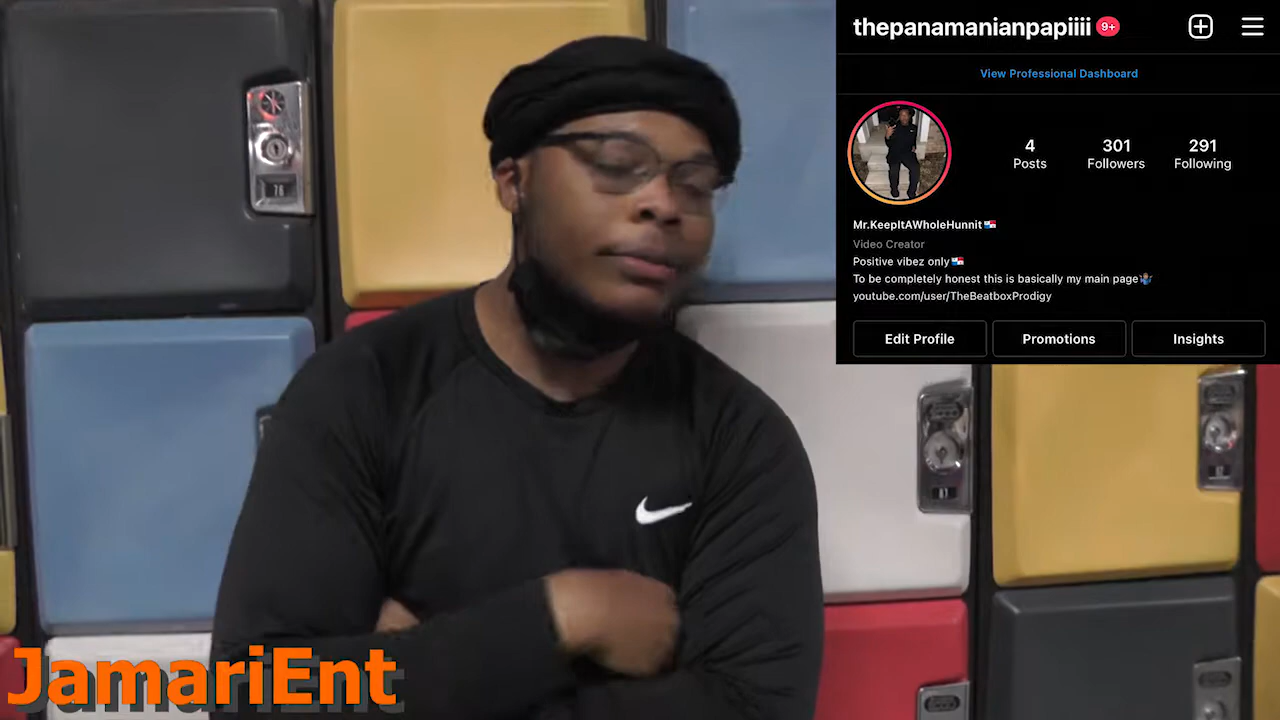 thepanamanianpapiiii 9+
View Professional Dashboard
4 301 291
Posts Followers Following
Mr.KeepItAWholeHunnit🇵🇦
Video Creator
Positive vibez only🇵🇦
To be completely honest this is basically my main page🤷🏾‍♂️
youtube.com/user/TheBeatboxProdigy
Edit Profile Promotions Insights
76
JamariEnt